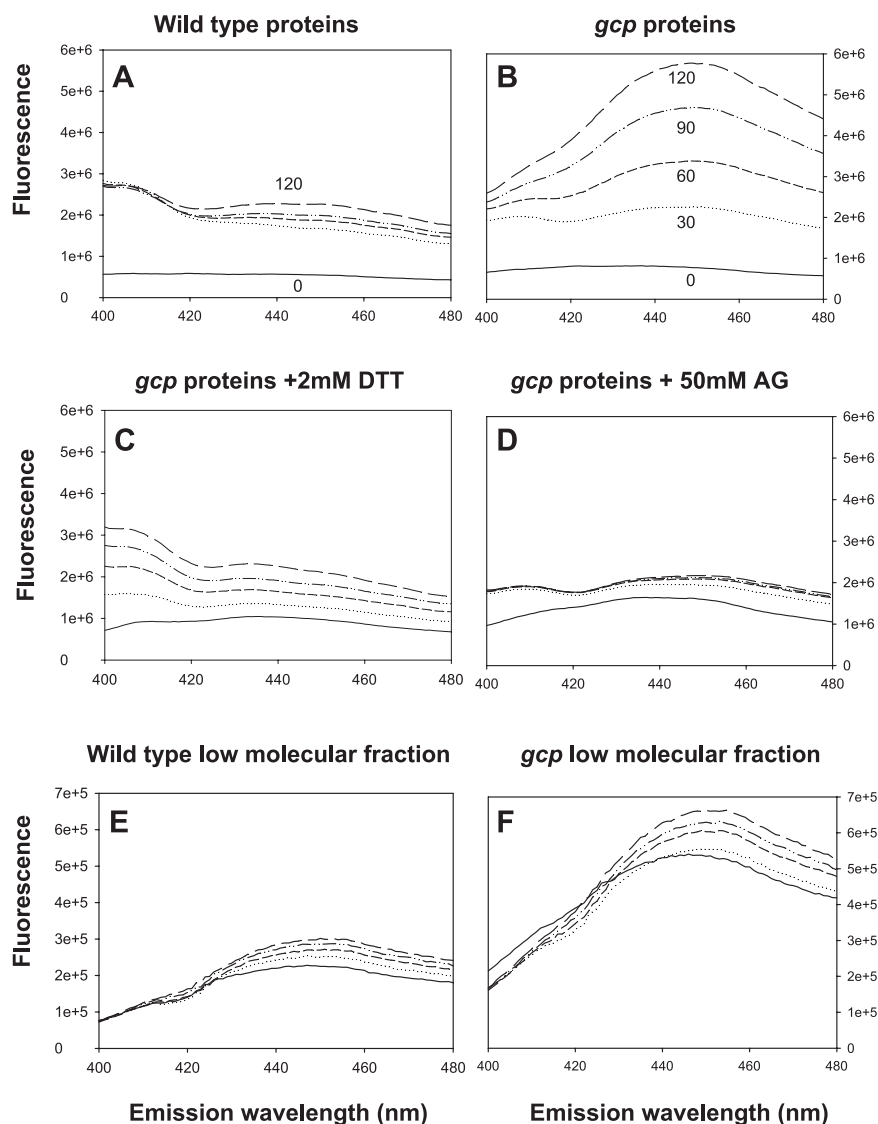 Wild type proteins
gcp proteins
Fluorescence
6e+6
5e+6
4e+6
3e+6
2e+6
1e+6
0
A
120
0
400
420
440
460
480
B
120
90
60
30
0
6e+6
5e+6
4e+6
3e+6
2e+6
1e+6
0
400
420
440
460
480
gcp proteins +2mM DTT
gcp proteins + 50mM AG
Fluorescence
6e+6
5e+6
4e+6
3e+6
2e+6
1e+6
0
C
400
420
440
460
480
D
6e+6
5e+6
4e+6
3e+6
2e+6
1e+6
0
400
420
440
460
480
Wild type low molecular fraction
gcp low molecular fraction
Fluorescence
7e+5
6e+5
5e+5
4e+5
3e+5
2e+5
1e+5
0
E
400
420
440
460
480
F
7e+5
6e+5
5e+5
4e+5
3e+5
2e+5
1e+5
0
400
420
440
460
480
Emission wavelength (nm)
Emission wavelength (nm)